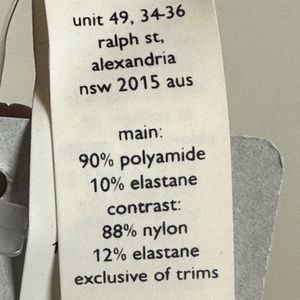 unit 49, 34-36
ralph st,
alexandria
nsw 2015 aus
main:
90% polyamide
10% elastane
contrast:
88% nylon
12% elastane
exclusive of trims